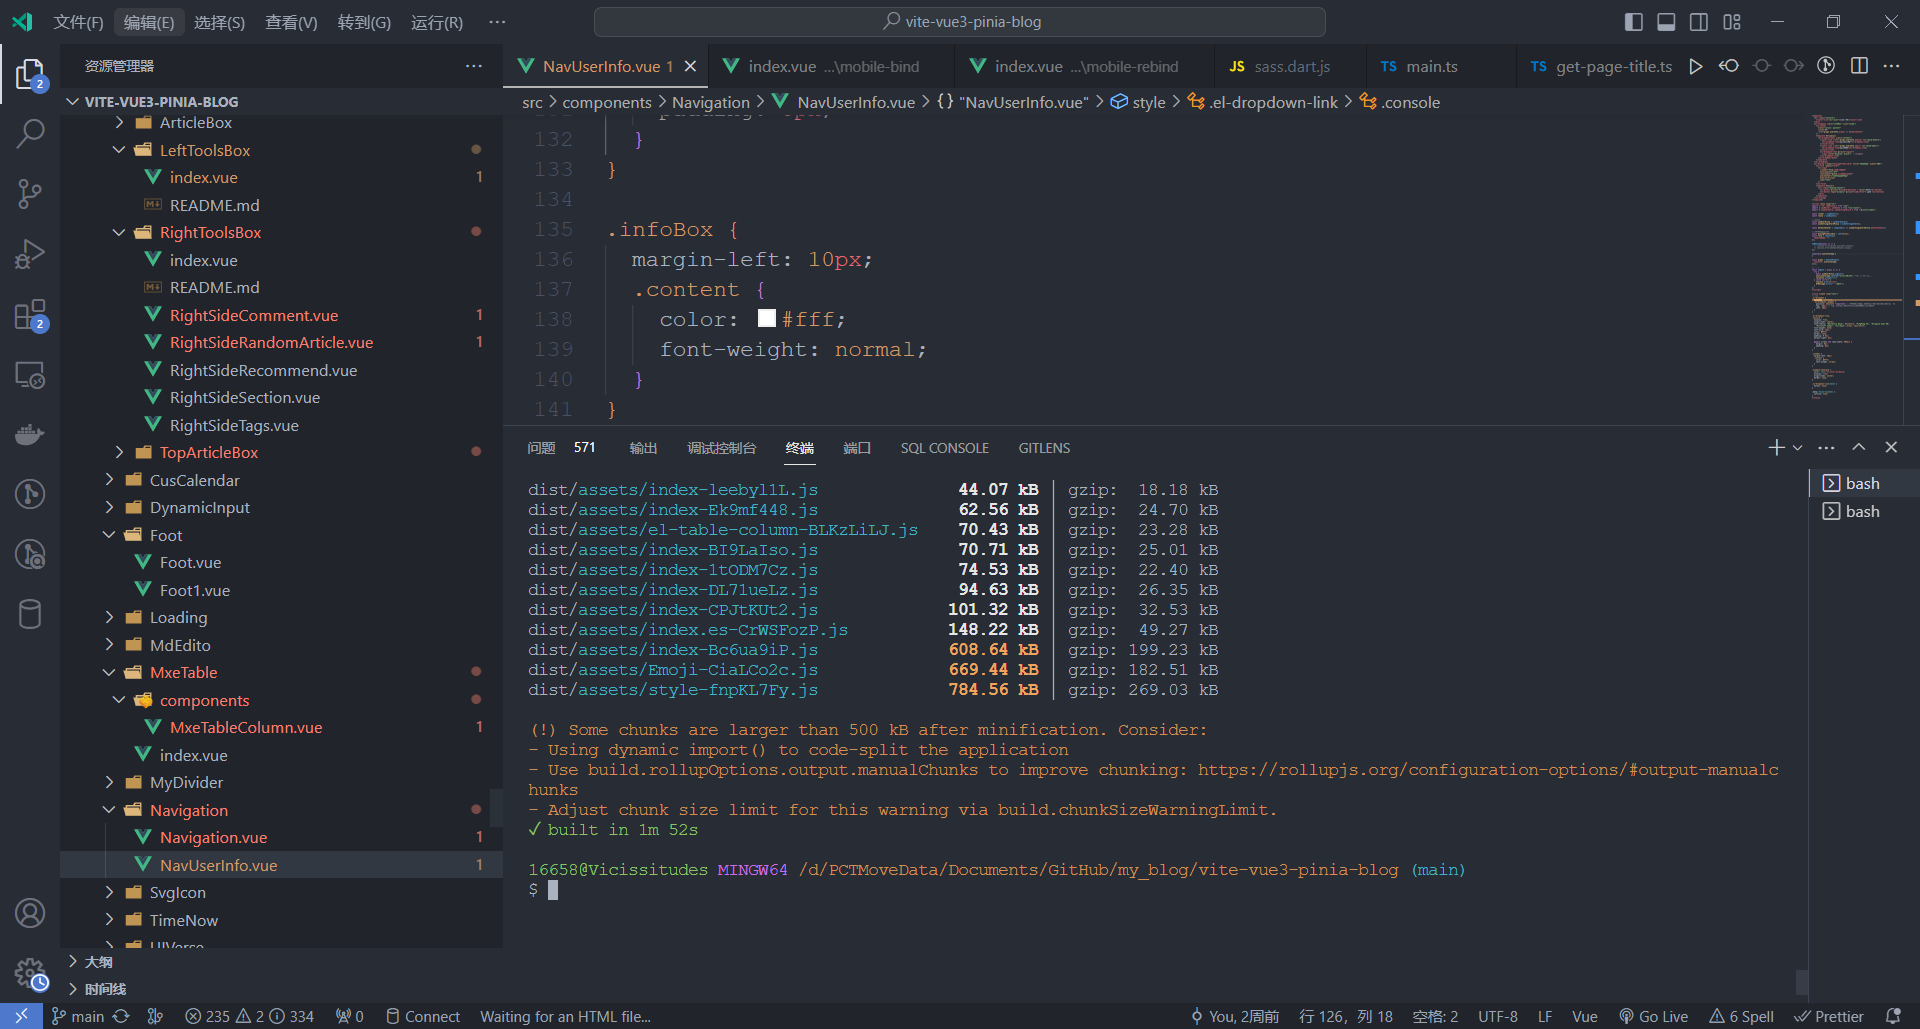 文件(F) 编辑(E) 选择(S) 查看(V) 转到(G) 运行(R) ··· vite-vue3-pinia-blog
资源管理器 ···
VITE-VUE3-PINIA-BLOG
ArticleBox
LeftToolsBox
index.vue 1
README.md
RightToolsBox
index.vue
README.md
RightSideComment.vue 1
RightSideRandomArticle.vue 1
RightSideRecommend.vue
RightSideSection.vue
RightSideTags.vue
TopArticleBox
CusCalendar
DynamicInput
Foot
Foot.vue
Foot1.vue
Loading
MdEdito
MxeTable
components
MxeTableColumn.vue 1
index.vue
MyDivider
Navigation
Navigation.vue 1
NavUserInfo.vue 1
SvgIcon
TimeNow
UIVerse
大纲
时间线
2
2
NavUserInfo.vue 1 index.vue ...\mobile-bind index.vue ...\mobile-rebind JS sass.dart.js TS main.ts TS get-page-title.ts ···
src > components > Navigation > NavUserInfo.vue > {} "NavUserInfo.vue" > style > .el-dropdown-link > .console
132 }
133 }
134
135 .infoBox {
136 margin-left: 10px;
137 .content {
138 color: #fff;
139 font-weight: normal;
140 }
141 }
问题 571 输出 调试控制台 终端 端口 SQL CONSOLE GITLENS
bash
bash
dist/assets/index-leebyl1L.js 44.07 kB │ gzip: 18.18 kB
dist/assets/index-Ek9mf448.js 62.56 kB │ gzip: 24.70 kB
dist/assets/el-table-column-BLKzLiLJ.js 70.43 kB │ gzip: 23.28 kB
dist/assets/index-BI9LaIso.js 70.71 kB │ gzip: 25.01 kB
dist/assets/index-1tODM7Cz.js 74.53 kB │ gzip: 22.40 kB
dist/assets/index-DL71ueLz.js 94.63 kB │ gzip: 26.35 kB
dist/assets/index-CPJtKUt2.js 101.32 kB │ gzip: 32.53 kB
dist/assets/index.es-CrWSFozP.js 148.22 kB │ gzip: 49.27 kB
dist/assets/index-Bc6ua9iP.js 608.64 kB │ gzip: 199.23 kB
dist/assets/Emoji-CiaLCo2c.js 669.44 kB │ gzip: 182.51 kB
dist/assets/style-fnpKL7Fy.js 784.56 kB │ gzip: 269.03 kB
(!) Some chunks are larger than 500 kB after minification. Consider:
- Using dynamic import() to code-split the application
- Use build.rollupOptions.output.manualChunks to improve chunking: https://rollupjs.org/configuration-options/#output-manualc
hunks
- Adjust chunk size limit for this warning via build.chunkSizeWarningLimit.
✓ built in 1m 52s
16658@Vicissitudes MINGW64 /d/PCTMoveData/Documents/GitHub/my_blog/vite-vue3-pinia-blog (main)
$
main 235 2 334 0 Connect Waiting for an HTML file... You, 2周前 行 126，列 18 空格: 2 UTF-8 LF Vue Go Live 6 Spell Prettier